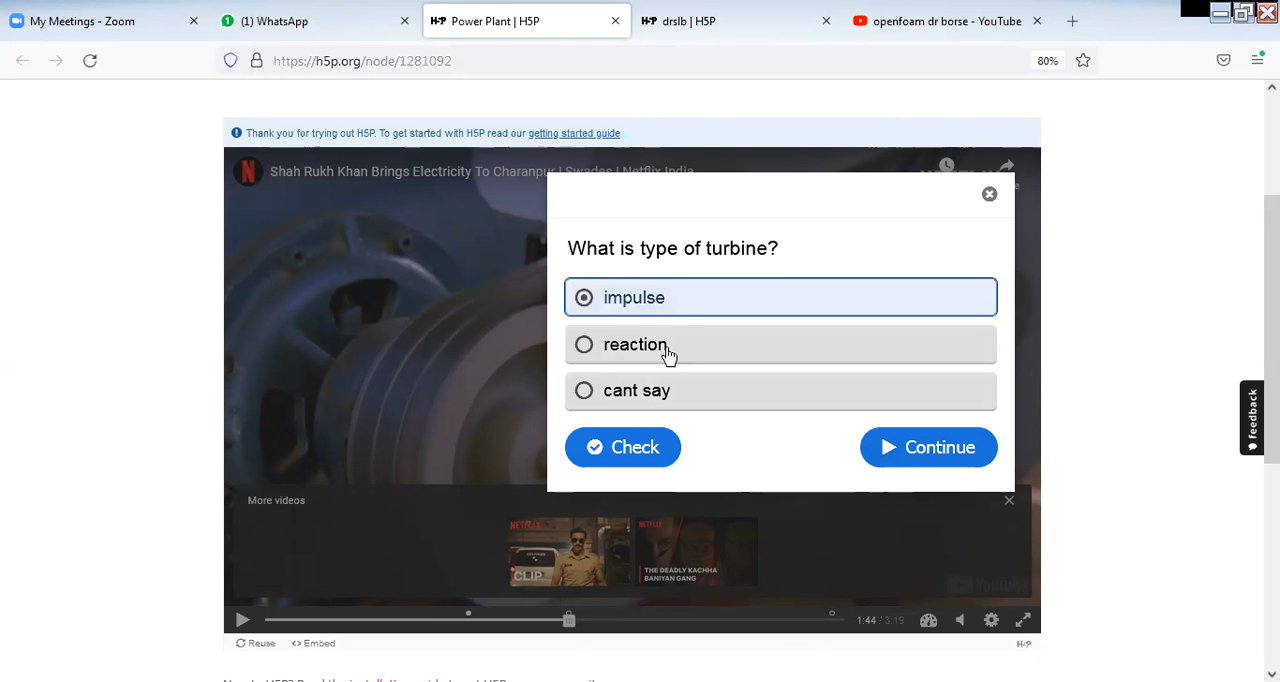 My Meetings - Zoom
(1) WhatsApp
H-P Power Plant | H5P
H-P drslb | H5P
openfoam dr borse - YouTube
https://h5p.org/node/1281092
80%
Thank you for trying out H5P. To get started with H5P read our getting started guide
Shah Rukh Khan Brings Electricity To Charanpur | Swades | Netflix India
What is type of turbine?
impulse
reaction
cant say
Check
Continue
feedback
More videos
NETFLIX
CLIP
NETFLIX
THE DEADLY KACHHA
BANIYAN GANG
YouTube
1:44 / 3:19
Reuse
<> Embed
H-P